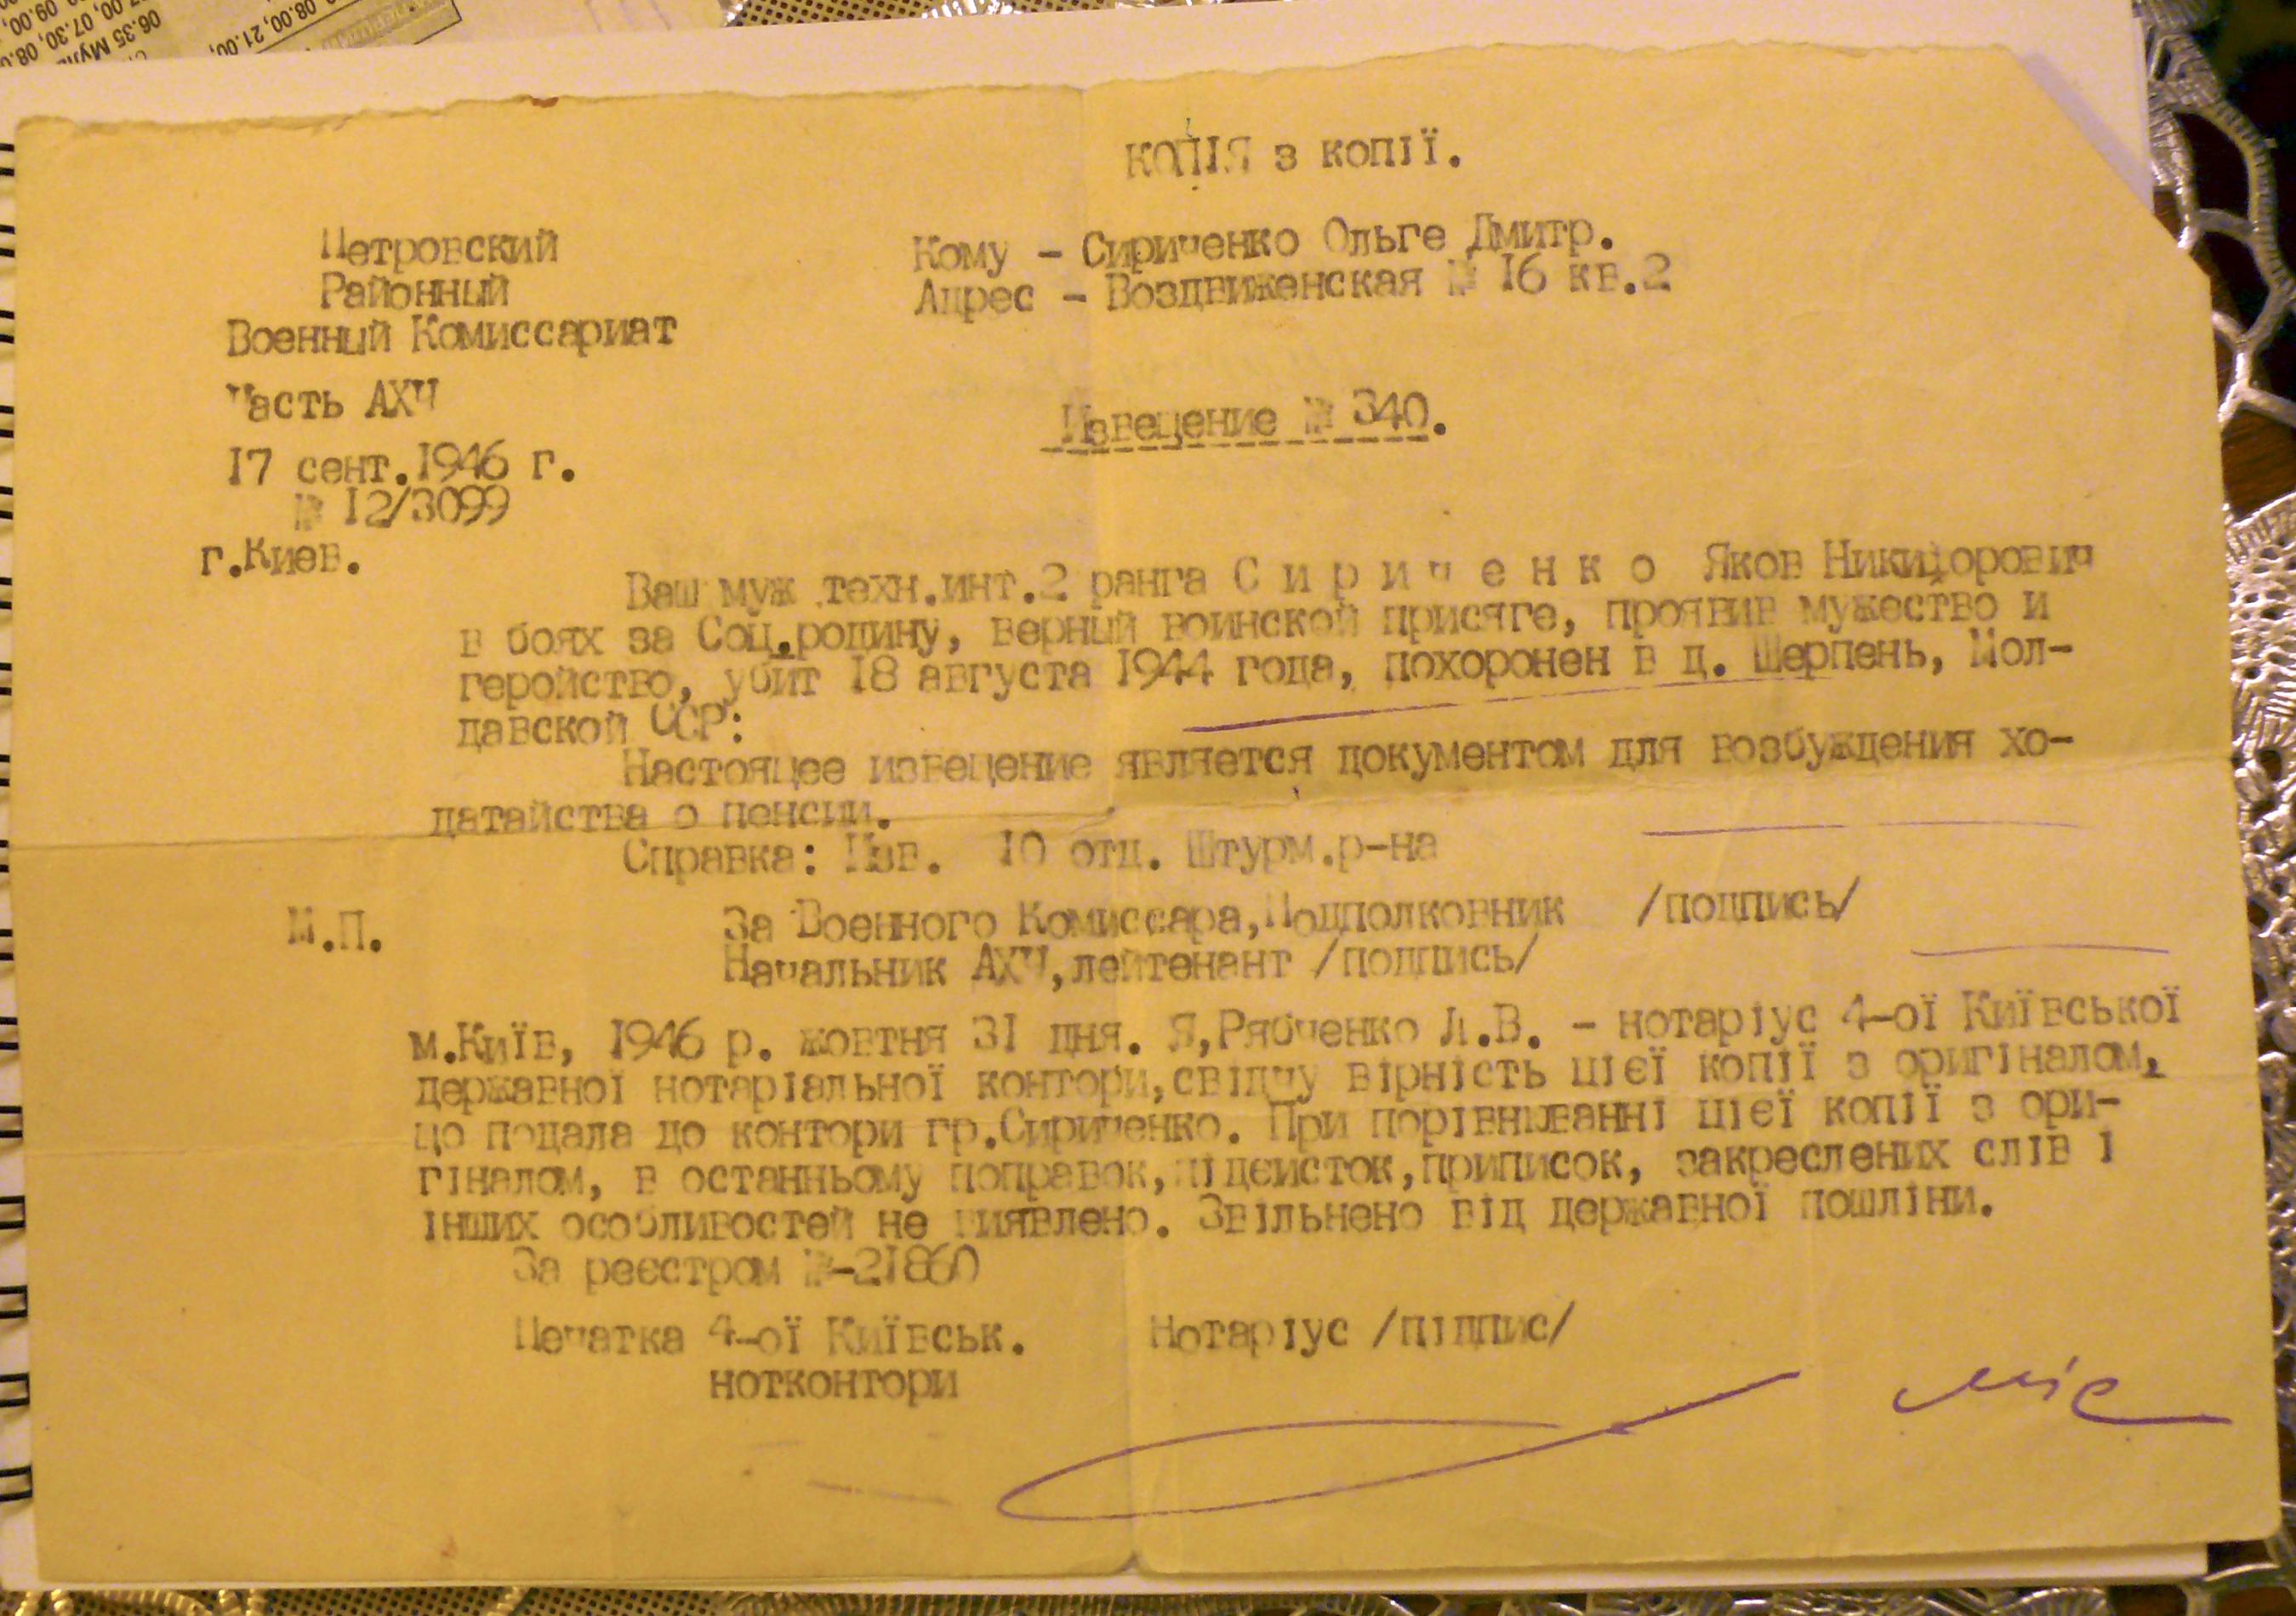 копія з копії.
Петровский
Районный
Военный Комиссариат
Часть АХЧ
17 сент.1946 г.
№ 12/3099
г.Киев.
Кому - Сириченко Ольге Дмитр.
Адрес - Воздвиженская № 16 кв.2
Извещение № 340.
Ваш муж техн.инт.2 ранга С и р и ч е н к о Яков Никифорович
в боях за Соц.родину, верный воинской присяге, проявив мужество и
геройство, убит 18 августа 1944 года, похоронен в д. Шерпень, Мол-
давской ССР:
Настоящее извещение является документом для возбуждения хо-
датайства о пенсии.
Справка: Изв. 10 отд. Штурм.р-на
М.П.
За Военного Комиссара,Подполковник /подпись/
Начальник АХЧ,лейтенант /подпись/
м.Київ, 1946 р. жовтня 31 дня. Я,Рябченко Л.В. - нотаріус 4-ої Київської
державної нотаріальної контори,свідчу вірність цієї копії з оригіналом,
що подала до контори гр.Сириченко. При порівнюванні цієї копії з ори-
гіналом, в останньому поправок,підчисток,приписок, закреслених слів і
інших особливостей не виявлено. Звільнено від державної пошліни.
За реєстром №-21860
Печатка 4-ої Київськ.
нотконтори
Нотаріус /підпис/